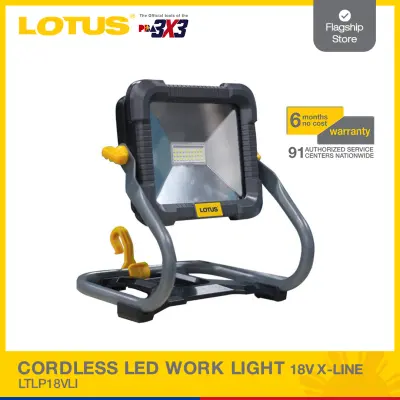 LOTUS
The Official tools of the
PBA 3X3
Flagship
Store
6 months
no cost
warranty
91 AUTHORIZED SERVICE
CENTERS NATIONWIDE
LOTUS
CORDLESS LED WORK LIGHT 18V X-LINE
LTLP18VLI